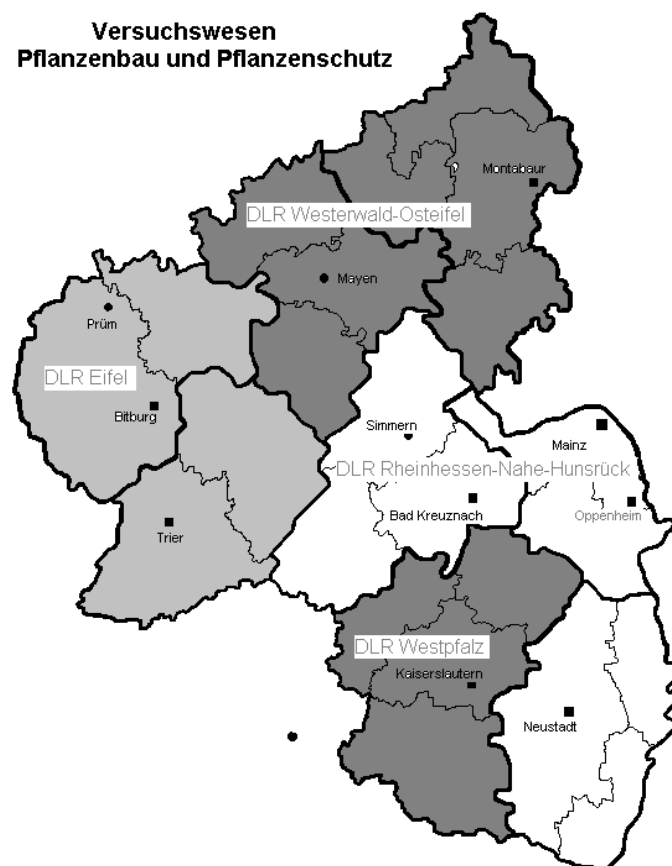 Versuchswesen
Pflanzenbau und Pflanzenschutz
Montabaur
DLR Westerwald-Osteifel
Mayen
Prüm
DLR Eifel
Bitburg
Simmern
Mainz
DLR Rheinhessen-Nahe-Hunsrück
Bad Kreuznach
Oppenheim
Trier
DLR Westpfalz
Kaiserslautern
Neustadt